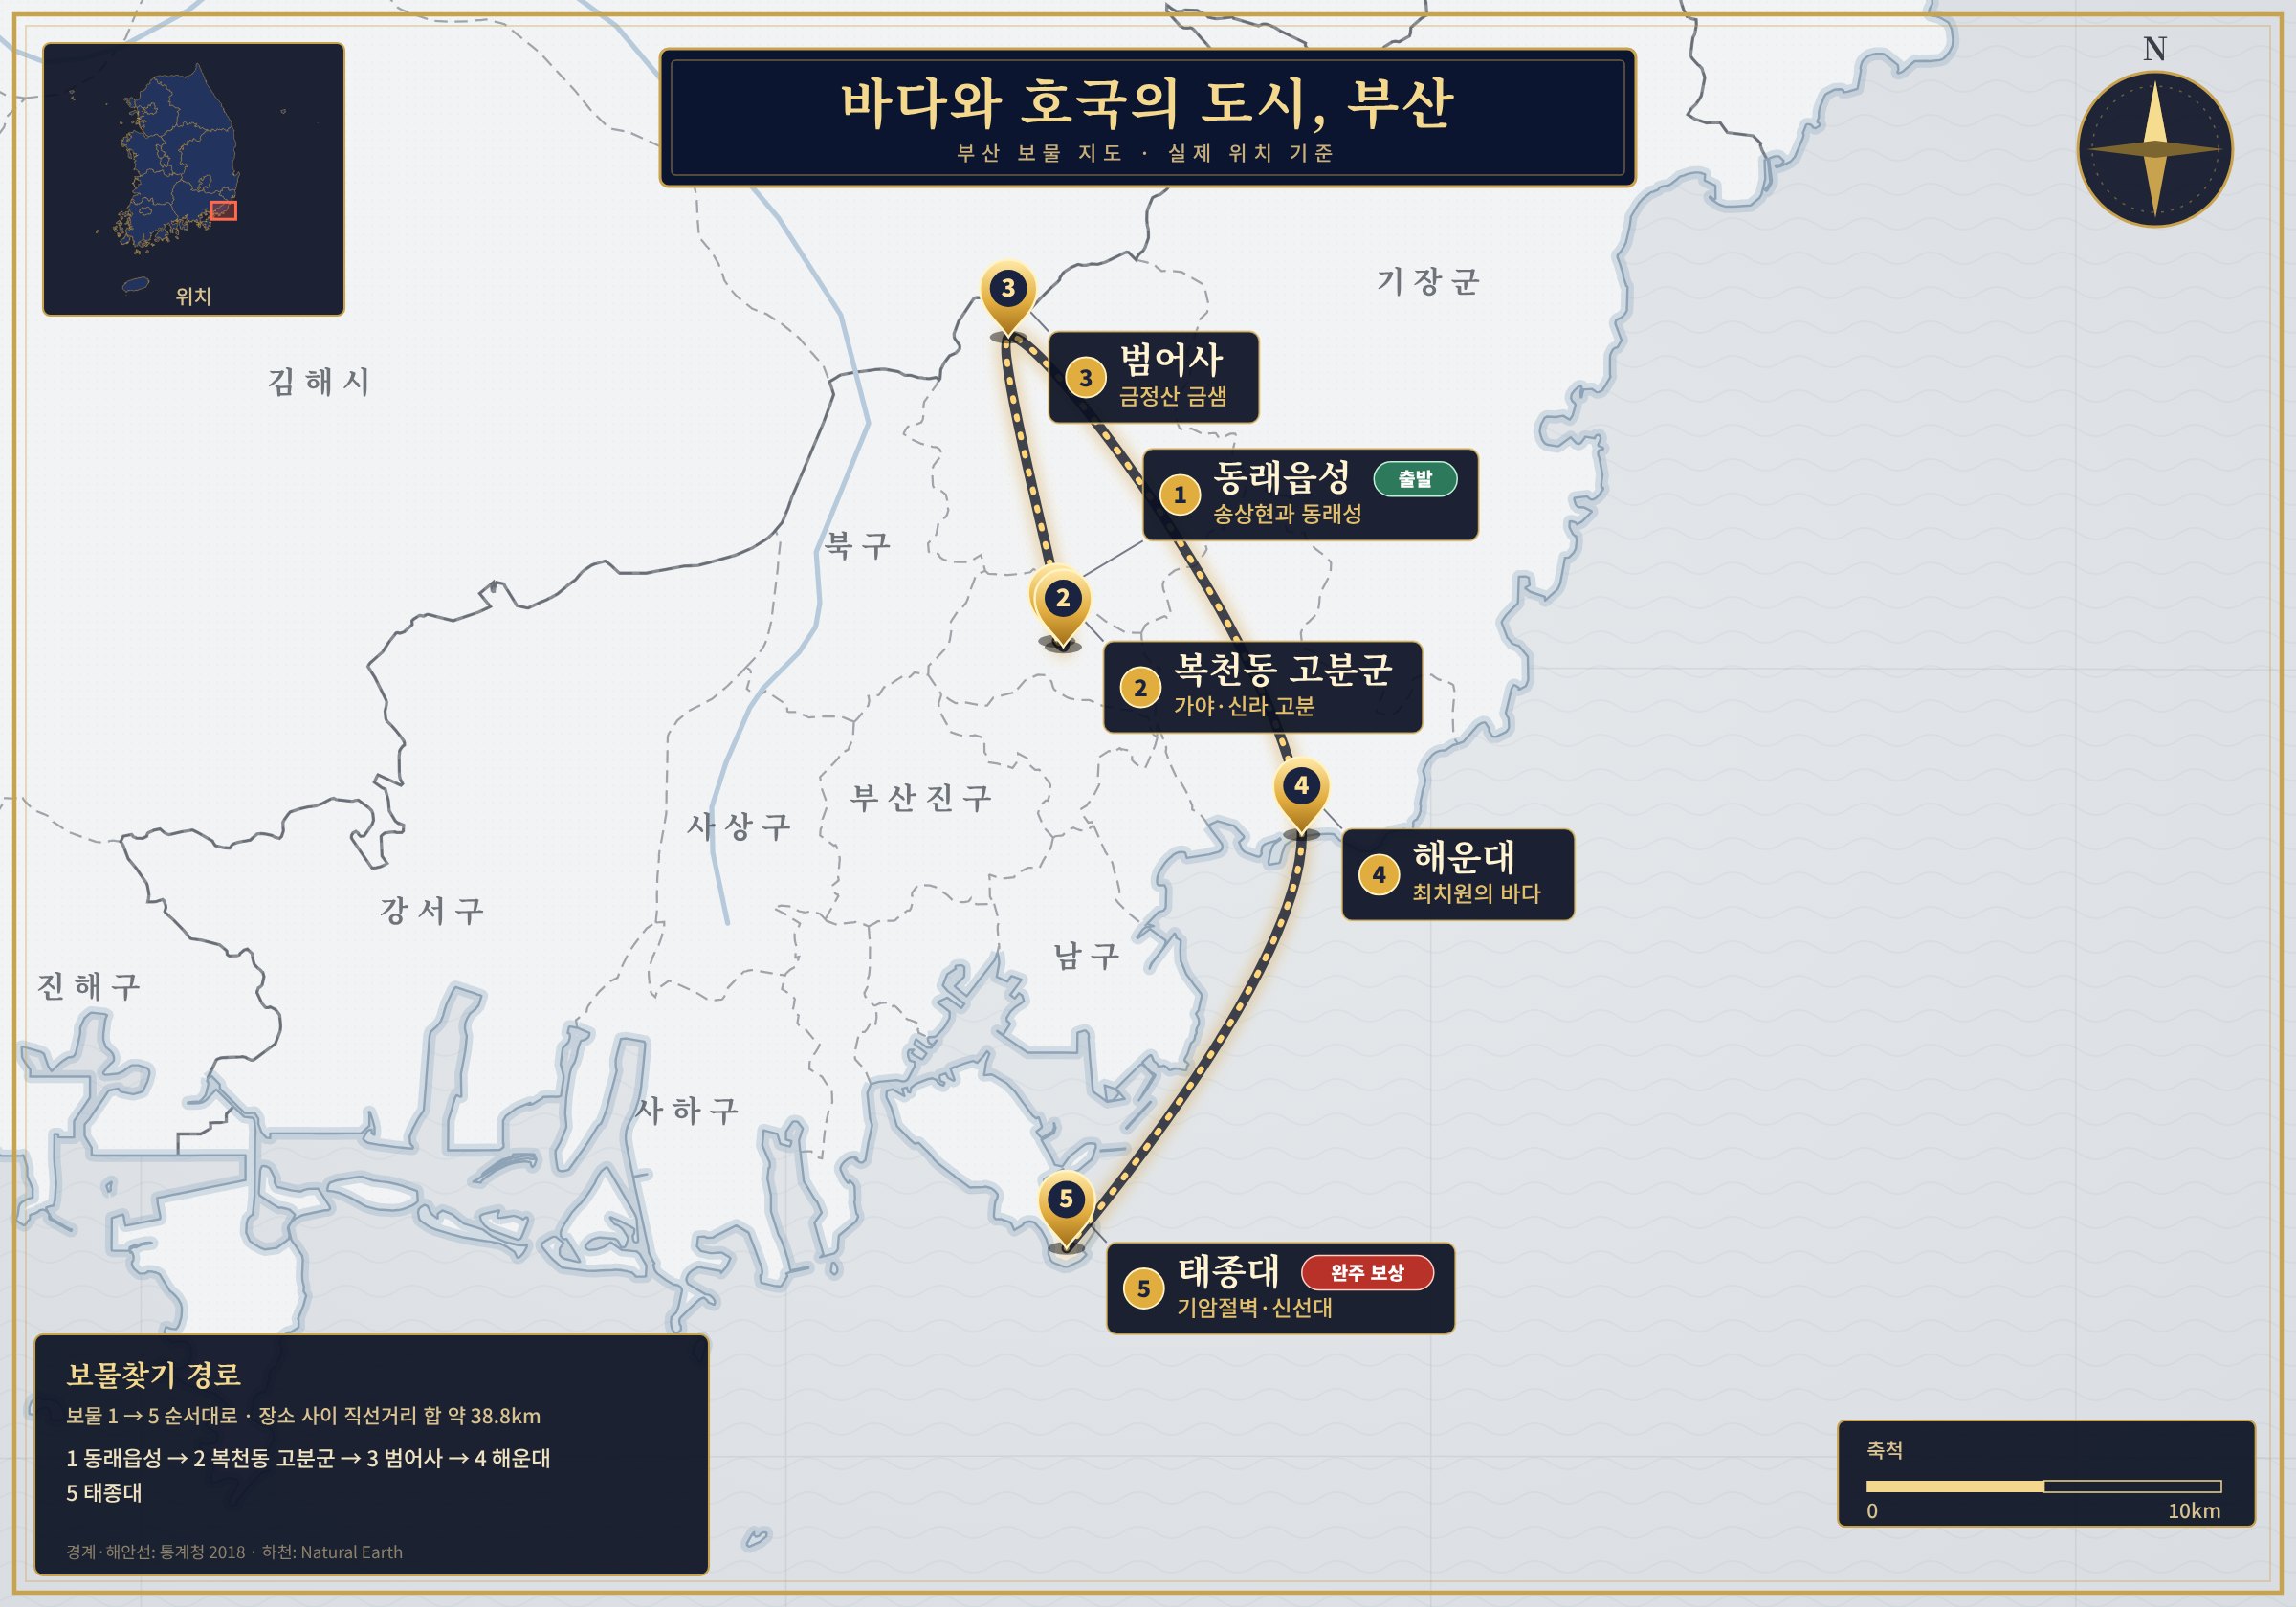 바다와 호국의 도시, 부산
부산 보물 지도 · 실제 위치 기준
N
위치
기장군
김해시
3
3
범어사
금정산 금샘
1
동래읍성
출발
송상현과 동래성
북구
2
2
복천동 고분군
가야·신라 고분
4
부산진구
사상구
4
해운대
최치원의 바다
강서구
남구
진해구
사하구
5
5
태종대
완주 보상
기암절벽·신선대
보물찾기 경로
보물 1 → 5 순서대로 · 장소 사이 직선거리 합 약 38.8km
1 동래읍성 → 2 복천동 고분군 → 3 범어사 → 4 해운대
5 태종대
경계·해안선: 통계청 2018 · 하천: Natural Earth
축척
0
10km